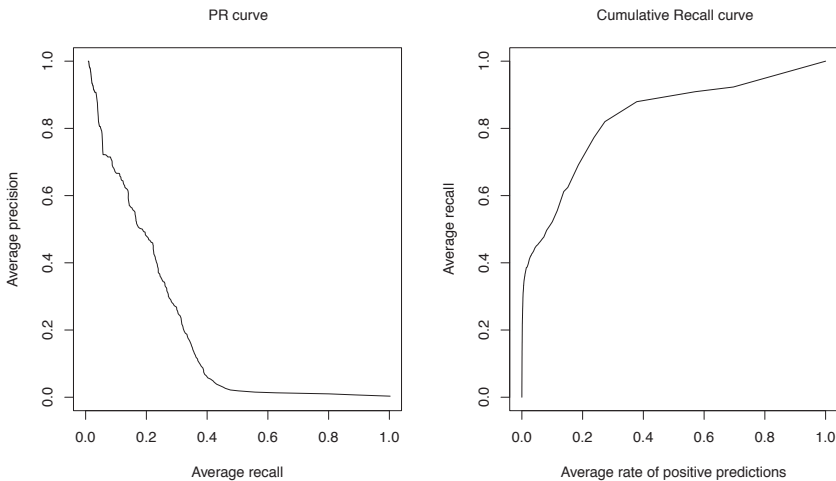 PR curve
Average precision
1.0
0.8
0.6
0.4
0.2
0.0
0.0 0.2 0.4 0.6 0.8 1.0
Average recall
Cumulative Recall curve
Average recall
1.0
0.8
0.6
0.4
0.2
0.0
0.0 0.2 0.4 0.6 0.8 1.0
Average rate of positive predictions